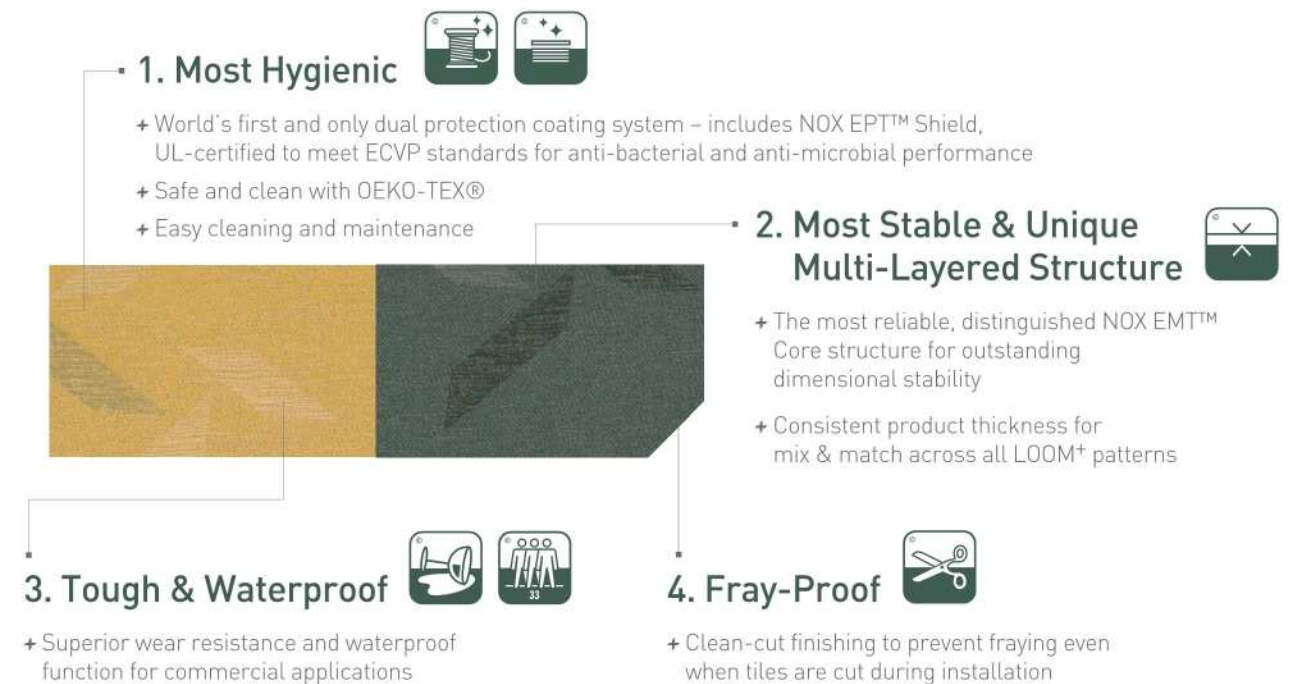 1. Most Hygienic
+ World's first and only dual protection coating system – includes NOX EPT™ Shield,
UL-certified to meet ECVP standards for anti-bacterial and anti-microbial performance
+ Safe and clean with OEKO-TEX®
+ Easy cleaning and maintenance
2. Most Stable & Unique
Multi-Layered Structure
+ The most reliable, distinguished NOX EMT™
Core structure for outstanding
dimensional stability
+ Consistent product thickness for
mix & match across all LOOM+ patterns
3. Tough & Waterproof
33
+ Superior wear resistance and waterproof
function for commercial applications
4. Fray-Proof
+ Clean-cut finishing to prevent fraying even
when tiles are cut during installation